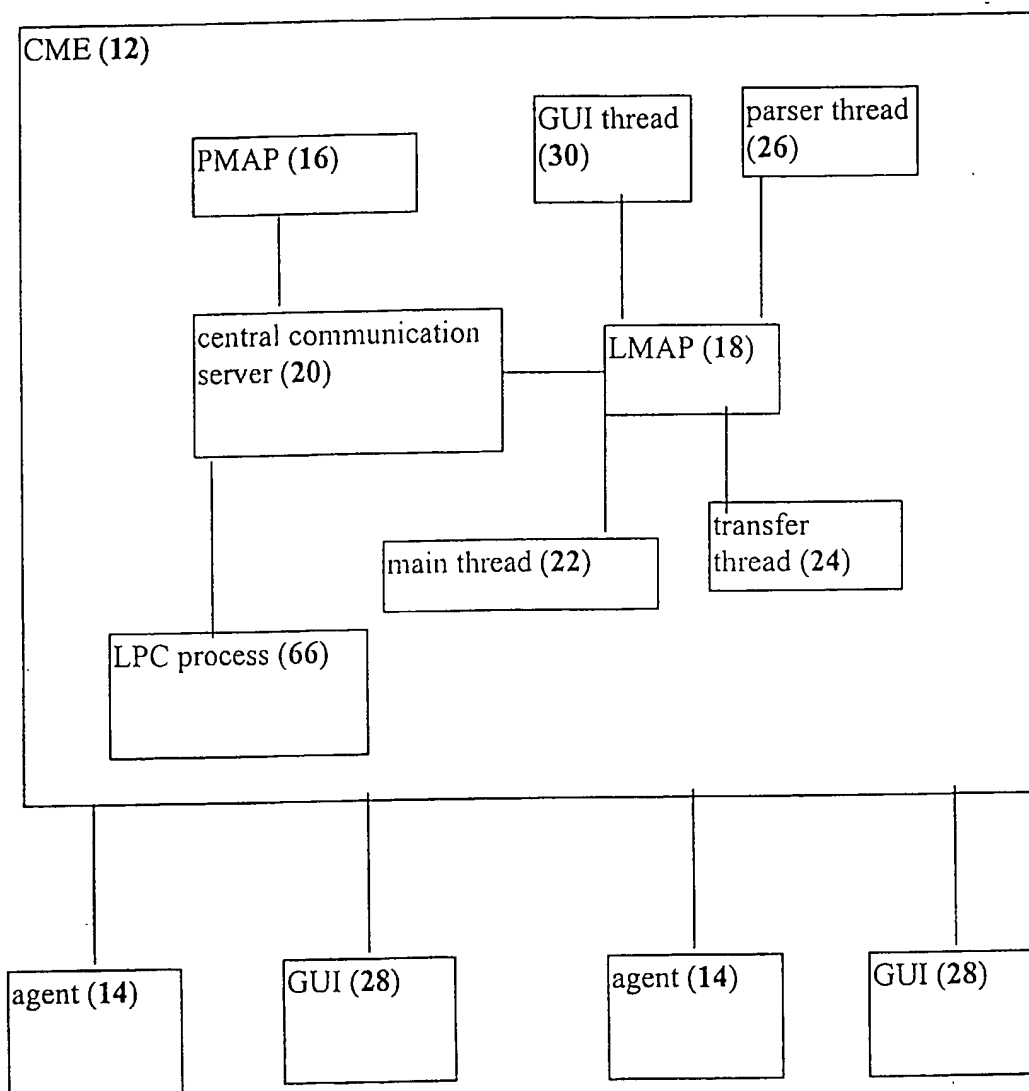 CME (12)
PMAP (16)
GUI thread
(30)
parser thread
(26)
central communication
server (20)
LMAP (18)
main thread (22)
transfer
thread (24)
LPC process (66)
agent (14)
GUI (28)
agent (14)
GUI (28)